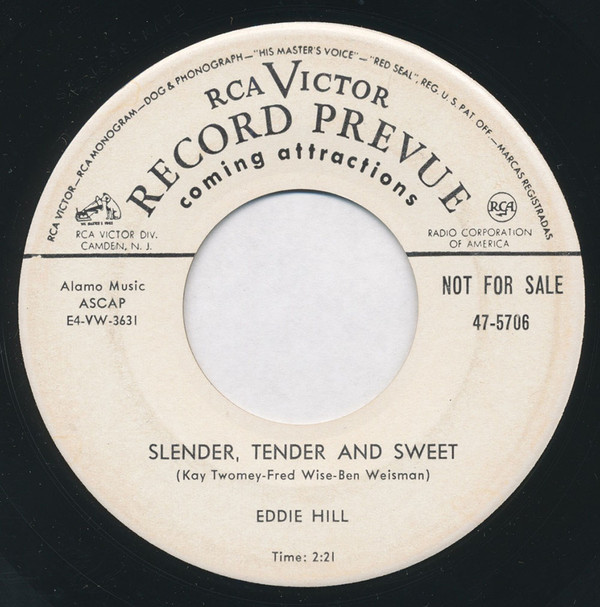 RCA VICTOR—RCA MONOGRAM—DOG & PHONOGRAPH—"HIS MASTER'S VOICE"—"RED SEAL", REG. U.S. PAT. OFF.—MARCAS REGISTRADAS
RCA VICTOR
RECORD PREVUE
coming attractions
RCA VICTOR DIV.
CAMDEN, N. J.
RCA
RADIO CORPORATION
OF AMERICA
Alamo Music
ASCAP
E4-VW-3631
NOT FOR SALE
47-5706
SLENDER, TENDER AND SWEET
(Kay Twomey-Fred Wise-Ben Weisman)
EDDIE HILL
Time: 2:21